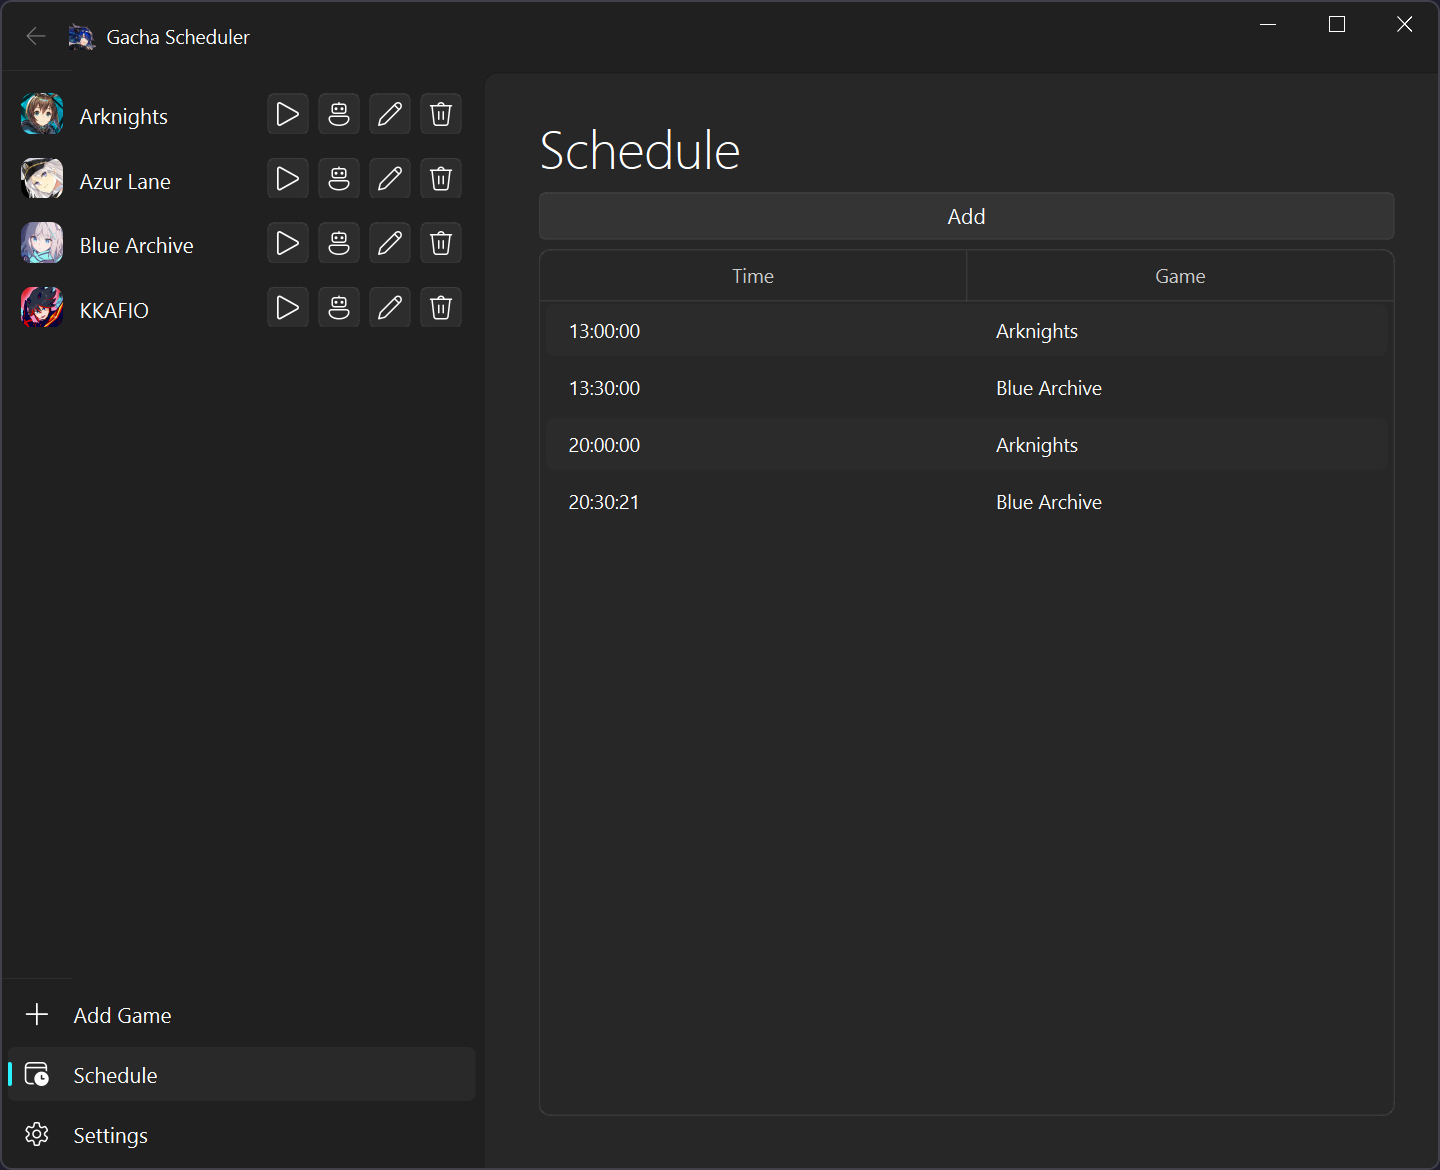 Gacha Scheduler
Arknights
Azur Lane
Blue Archive
KKAFIO
Add Game
Schedule
Settings
Schedule
Add
Time Game
13:00:00 Arknights
13:30:00 Blue Archive
20:00:00 Arknights
20:30:21 Blue Archive